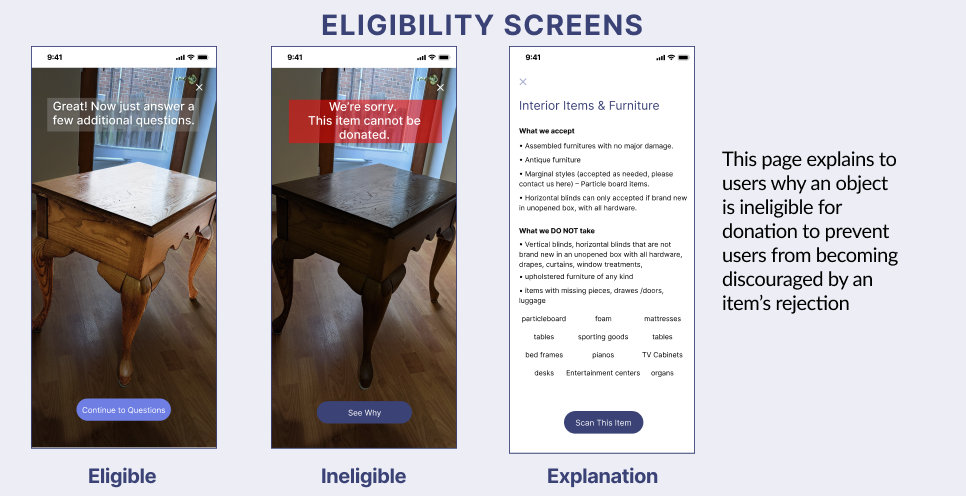 ELIGIBILITY SCREENS
9:41
Great! Now just answer a
few additional questions.
Continue to Questions
Eligible
9:41
We're sorry.
This item cannot be
donated.
See Why
Ineligible
9:41
Interior Items & Furniture
What we accept
• Assembled furnitures with no major damage.
• Antique furniture
• Marginal styles (accepted as needed, please
contact us here) – Particle board items.
• Horizontal blinds can only accepted if brand new
in unopened box, with all hardware.
What we DO NOT take
• Vertical blinds, horizontal blinds that are not
brand new in an unopened box with all hardware,
drapes, curtains, window treatments,
• upholstered furniture of any kind
• Items with missing pieces, drawes /doors,
luggage
particleboard foam mattresses
tables sporting goods tables
bed frames pianos TV Cabinets
desks Entertainment centers organs
Scan This Item
Explanation
This page explains to
users why an object
is ineligible for
donation to prevent
users from becoming
discouraged by an
item's rejection